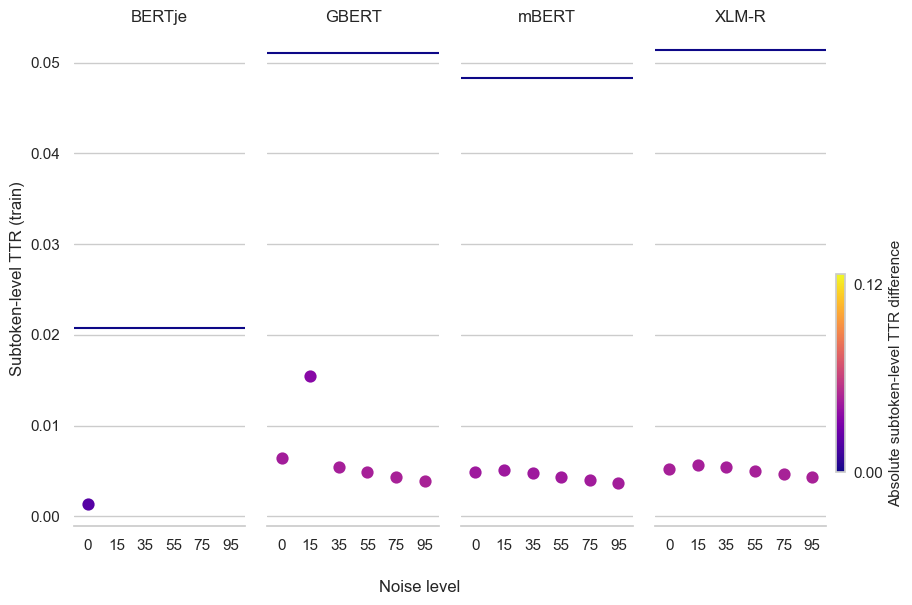 BERTje GBERT mBERT XLM-R
0.05
0.04
0.03
0.02
0.01
0.00
Subtoken-level TTR (train)
0 15 35 55 75 95 0 15 35 55 75 95 0 15 35 55 75 95 0 15 35 55 75 95
Noise level
0.12
0.00
Absolute subtoken-level TTR difference